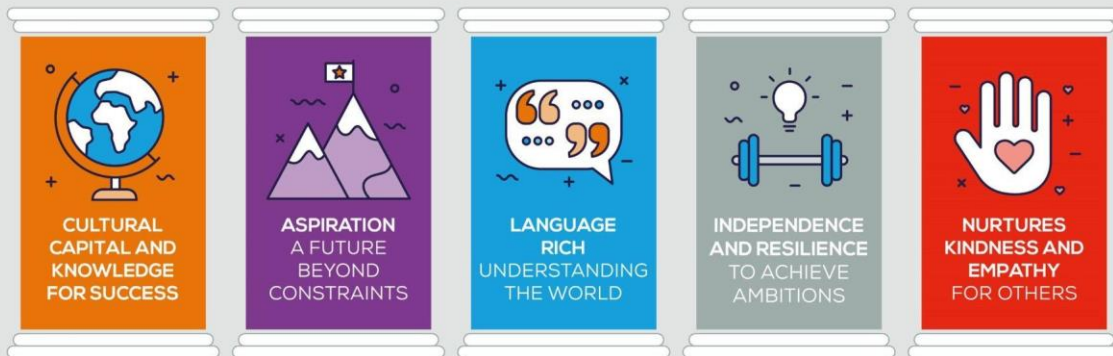 CULTURAL
CAPITAL AND
KNOWLEDGE
FOR SUCCESS
ASPIRATION
A FUTURE
BEYOND
CONSTRAINTS
LANGUAGE
RICH
UNDERSTANDING
THE WORLD
INDEPENDENCE
AND RESILIENCE
TO ACHIEVE
AMBITIONS
NURTURES
KINDNESS AND
EMPATHY
FOR OTHERS